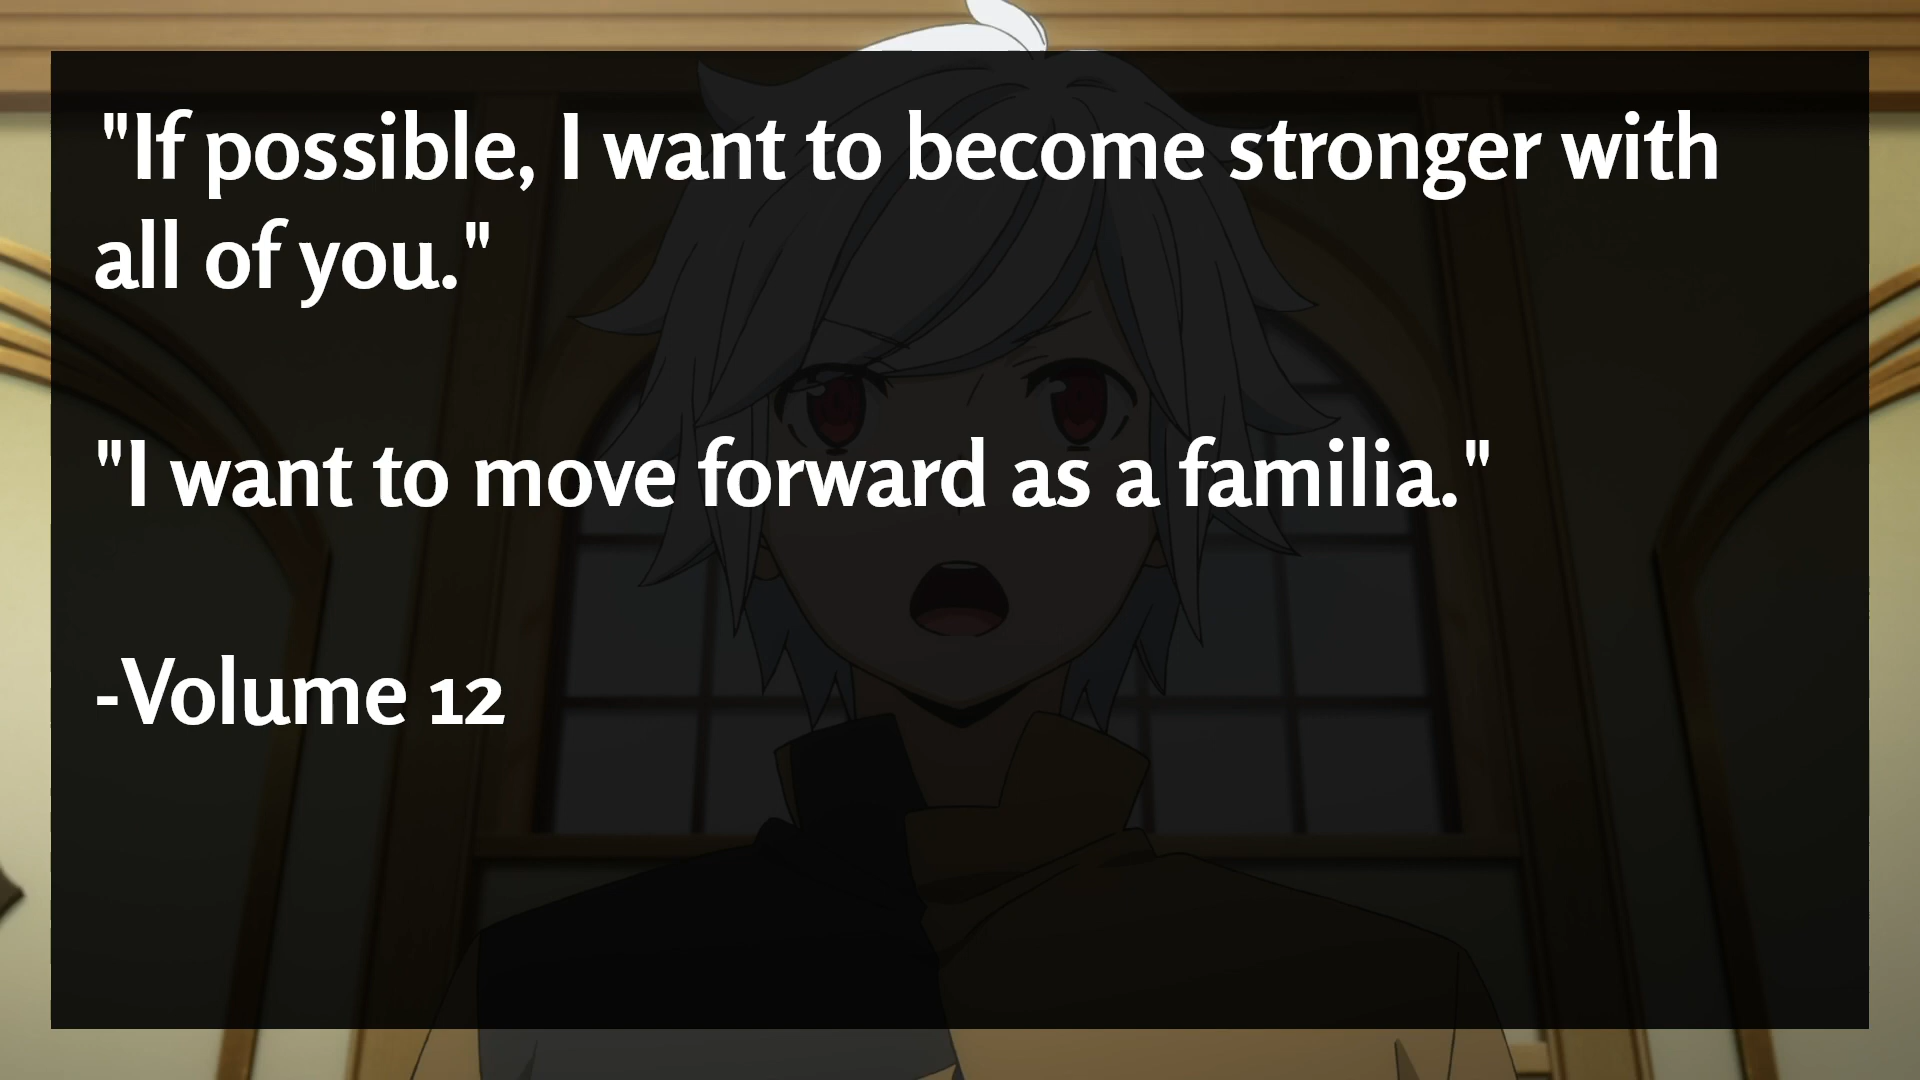 "If possible, I want to become stronger with
all of you."
"I want to move forward as a familia."
-Volume 12